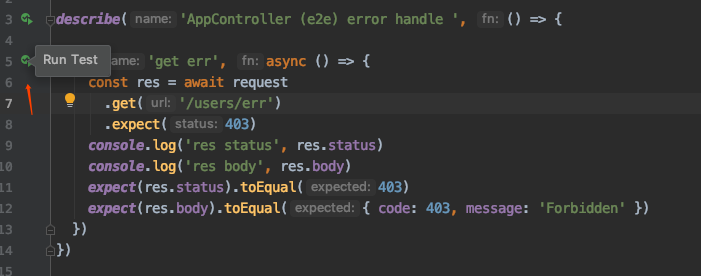 2
3 describe( name: 'AppController (e2e) error handle ', fn: () => {
4
5 Run Test ame: 'get err', fn: async () => {
6 const res = await request
7 .get( url: '/users/err')
8 .expect( status: 403)
9 console.log('res status', res.status)
10 console.log('res body', res.body)
11 expect(res.status).toEqual( expected: 403)
12 expect(res.body).toEqual( expected: { code: 403, message: 'Forbidden' })
13 })
14 })
15